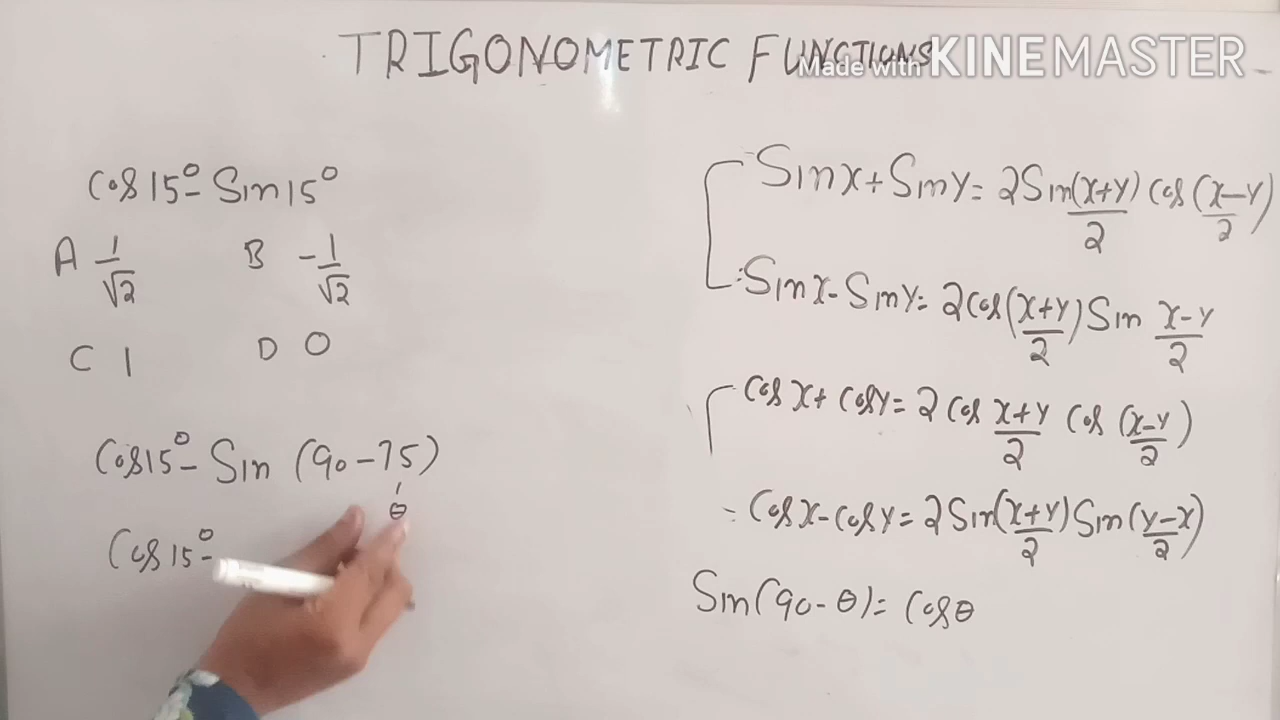 TRIGONOMETRIC FUNCTIONS
Made with KINEMASTER
Cos 15° - Sin 15°
A 1/√2 B -1/√2
C 1 D 0
Cos 15° - Sin (90 - 75)
θ
Cos 15° -
Sin x + Sin y = 2 Sin (x+y)/2 Cos (x-y)/2
Sin x - Sin y = 2 Cos (x+y)/2 Sin x-y/2
Cos x + Cos y = 2 Cos x+y/2 Cos (x-y/2)
= Cos x - Cos y = 2 Sin (x+y)/2 Sin (y-x)/2
Sin (90 - θ) = Cos θ